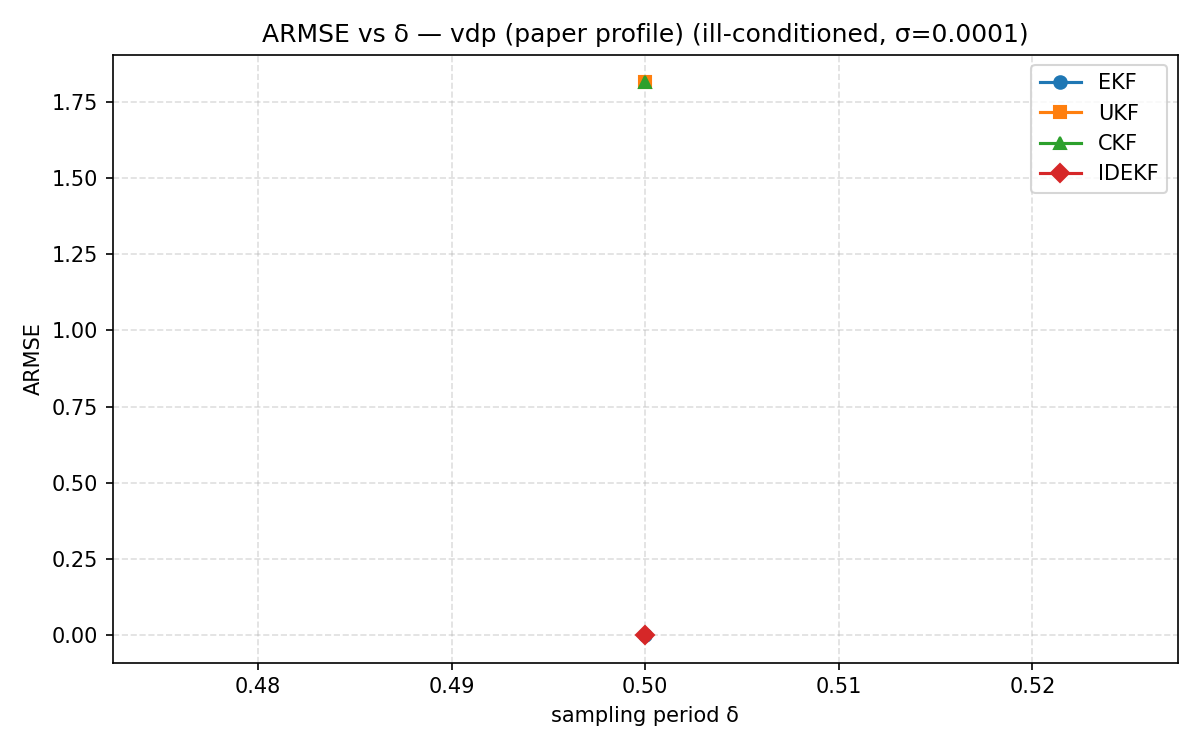 ARMSE vs δ — vdp (paper profile) (ill-conditioned, σ=0.0001)
EKF
UKF
CKF
IDEKF
ARMSE
1.75
1.50
1.25
1.00
0.75
0.50
0.25
0.00
0.48 0.49 0.50 0.51 0.52
sampling period δ